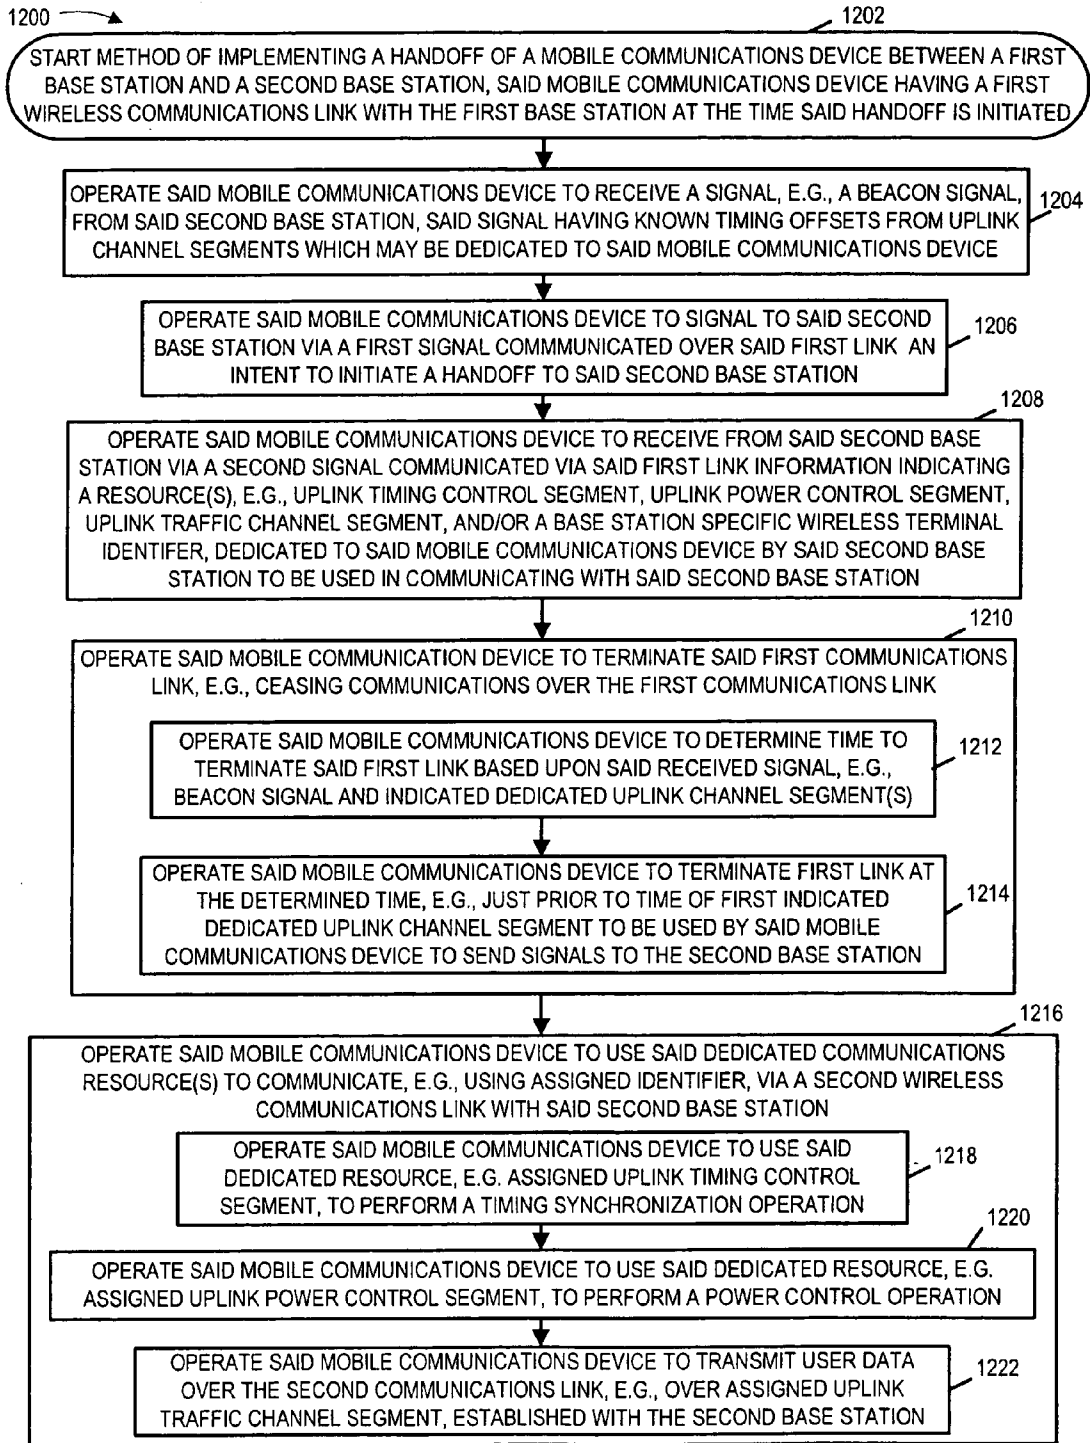 1200
1202
START METHOD OF IMPLEMENTING A HANDOFF OF A MOBILE COMMUNICATIONS DEVICE BETWEEN A FIRST
BASE STATION AND A SECOND BASE STATION, SAID MOBILE COMMUNICATIONS DEVICE HAVING A FIRST
WIRELESS COMMUNICATIONS LINK WITH THE FIRST BASE STATION AT THE TIME SAID HANDOFF IS INITIATED
OPERATE SAID MOBILE COMMUNICATIONS DEVICE TO RECEIVE A SIGNAL, E.G., A BEACON SIGNAL,
FROM SAID SECOND BASE STATION, SAID SIGNAL HAVING KNOWN TIMING OFFSETS FROM UPLINK
CHANNEL SEGMENTS WHICH MAY BE DEDICATED TO SAID MOBILE COMMUNICATIONS DEVICE
1204
OPERATE SAID MOBILE COMMUNICATIONS DEVICE TO SIGNAL TO SAID SECOND
BASE STATION VIA A FIRST SIGNAL COMMMUNICATED OVER SAID FIRST LINK AN
INTENT TO INITIATE A HANDOFF TO SAID SECOND BASE STATION
1206
1208
OPERATE SAID MOBILE COMMUNICATIONS DEVICE TO RECEIVE FROM SAID SECOND BASE
STATION VIA A SECOND SIGNAL COMMUNICATED VIA SAID FIRST LINK INFORMATION INDICATING
A RESOURCE(S), E.G., UPLINK TIMING CONTROL SEGMENT, UPLINK POWER CONTROL SEGMENT,
UPLINK TRAFFIC CHANNEL SEGMENT, AND/OR A BASE STATION SPECIFIC WIRELESS TERMINAL
IDENTIFER, DEDICATED TO SAID MOBILE COMMUNICATIONS DEVICE BY SAID SECOND BASE
STATION TO BE USED IN COMMUNICATING WITH SAID SECOND BASE STATION
1210
OPERATE SAID MOBILE COMMUNICATION DEVICE TO TERMINATE SAID FIRST COMMUNICATIONS
LINK, E.G., CEASING COMMUNICATIONS OVER THE FIRST COMMUNICATIONS LINK
OPERATE SAID MOBILE COMMUNICATIONS DEVICE TO DETERMINE TIME TO
TERMINATE SAID FIRST LINK BASED UPON SAID RECEIVED SIGNAL, E.G.,
BEACON SIGNAL AND INDICATED DEDICATED UPLINK CHANNEL SEGMENT(S)
1212
OPERATE SAID MOBILE COMMUNICATIONS DEVICE TO TERMINATE FIRST LINK AT
THE DETERMINED TIME, E.G., JUST PRIOR TO TIME OF FIRST INDICATED
DEDICATED UPLINK CHANNEL SEGMENT TO BE USED BY SAID MOBILE
COMMUNICATIONS DEVICE TO SEND SIGNALS TO THE SECOND BASE STATION
1214
1216
OPERATE SAID MOBILE COMMUNICATIONS DEVICE TO USE SAID DEDICATED COMMUNICATIONS
RESOURCE(S) TO COMMUNICATE, E.G., USING ASSIGNED IDENTIFIER, VIA A SECOND WIRELESS
COMMUNICATIONS LINK WITH SAID SECOND BASE STATION
OPERATE SAID MOBILE COMMUNICATIONS DEVICE TO USE SAID
DEDICATED RESOURCE, E.G. ASSIGNED UPLINK TIMING CONTROL
SEGMENT, TO PERFORM A TIMING SYNCHRONIZATION OPERATION
1218
1220
OPERATE SAID MOBILE COMMUNICATIONS DEVICE TO USE SAID DEDICATED RESOURCE, E.G.
ASSIGNED UPLINK POWER CONTROL SEGMENT, TO PERFORM A POWER CONTROL OPERATION
OPERATE SAID MOBILE COMMUNICATIONS DEVICE TO TRANSMIT USER DATA
OVER THE SECOND COMMUNICATIONS LINK, E.G., OVER ASSIGNED UPLINK
TRAFFIC CHANNEL SEGMENT, ESTABLISHED WITH THE SECOND BASE STATION
1222